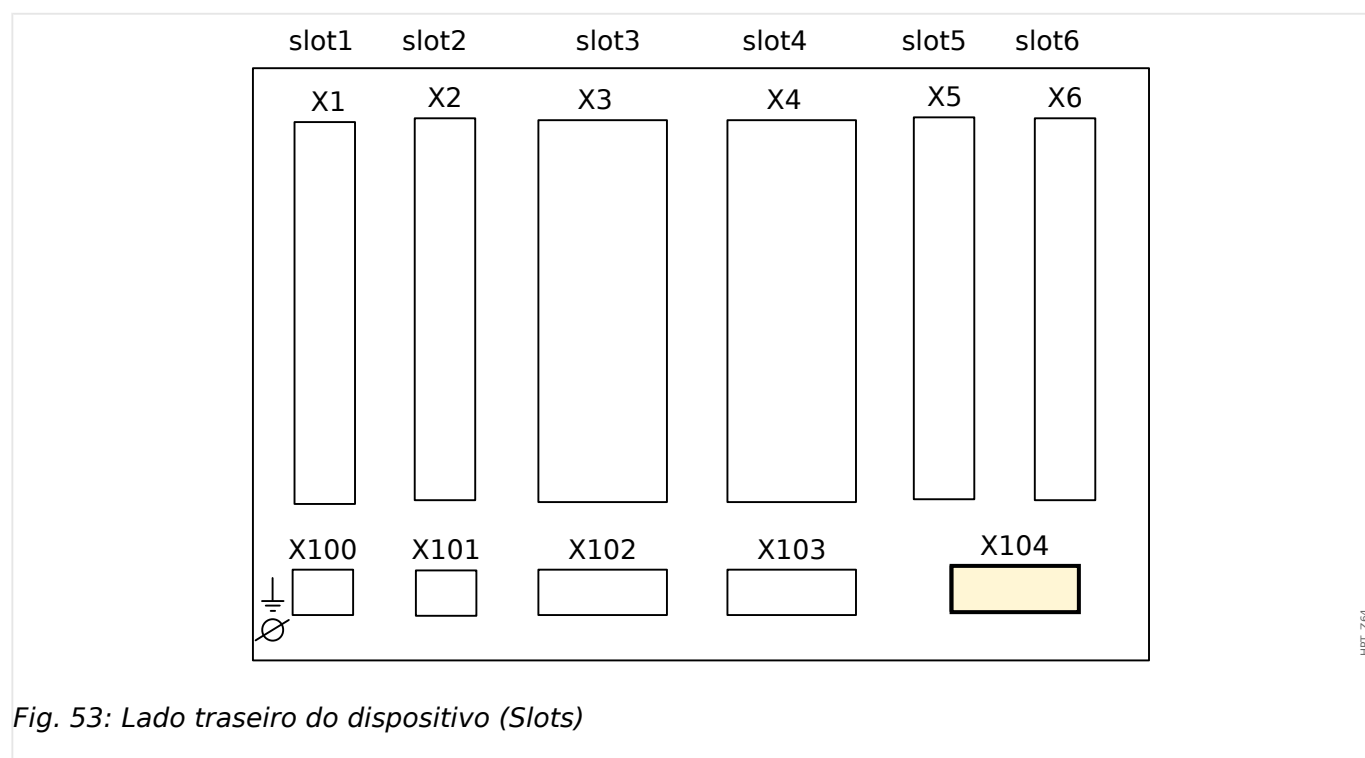 slot1 slot2 slot3 slot4 slot5 slot6
X1 X2 X3 X4 X5 X6
X100 X101 X102 X103 X104
Fig. 53: Lado traseiro do dispositivo (Slots)